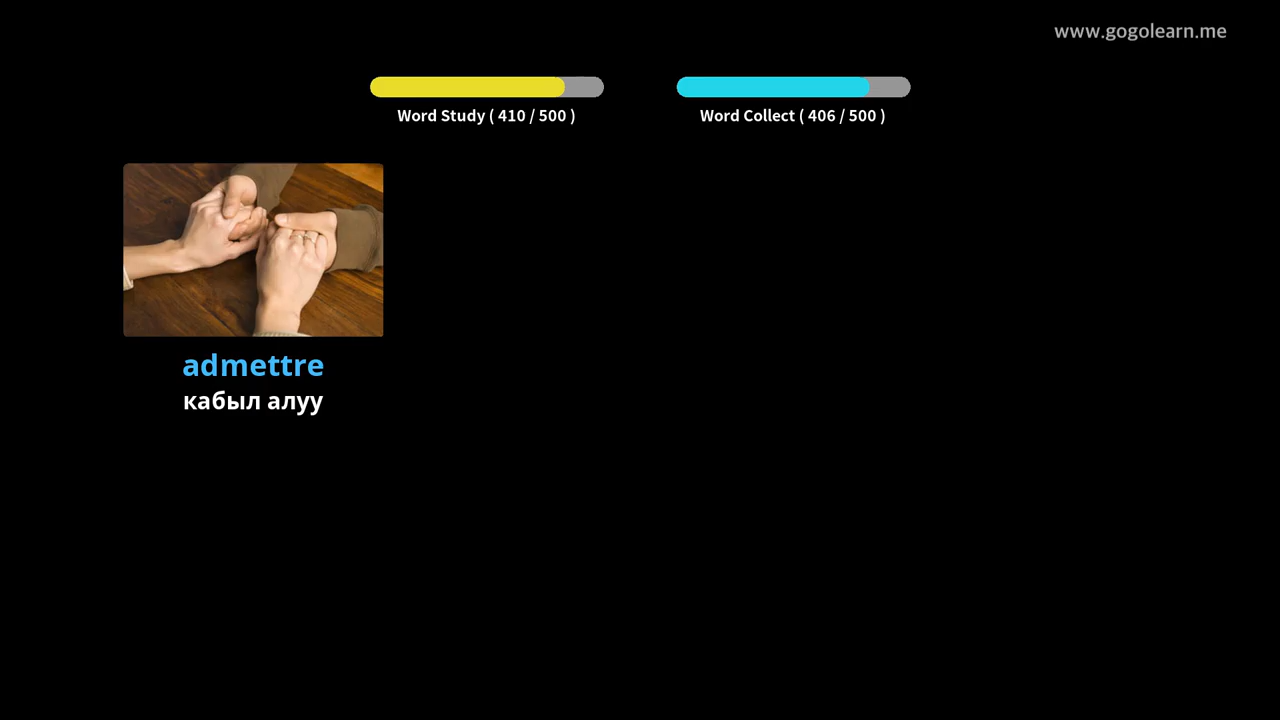 www.gogolearn.me
Word Study ( 410 / 500 )
Word Collect ( 406 / 500 )
admettre
кабыл алуу